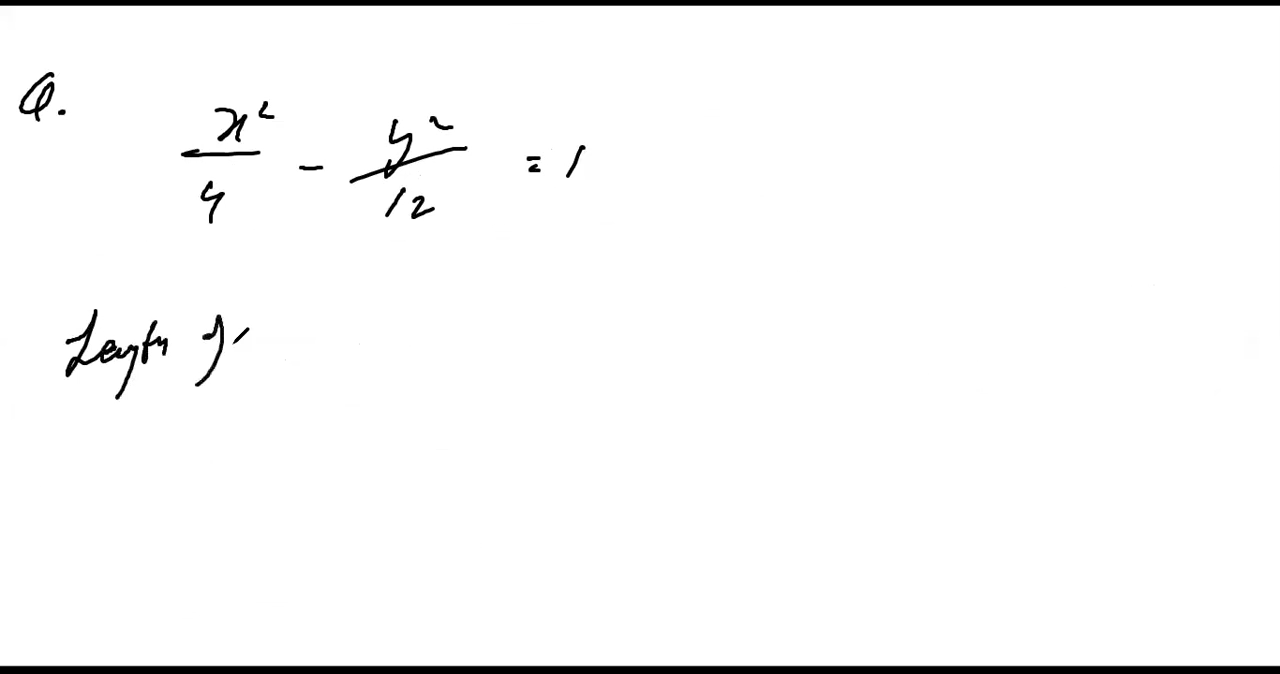 Q. x²/4 - y²/12 = 1
Length of